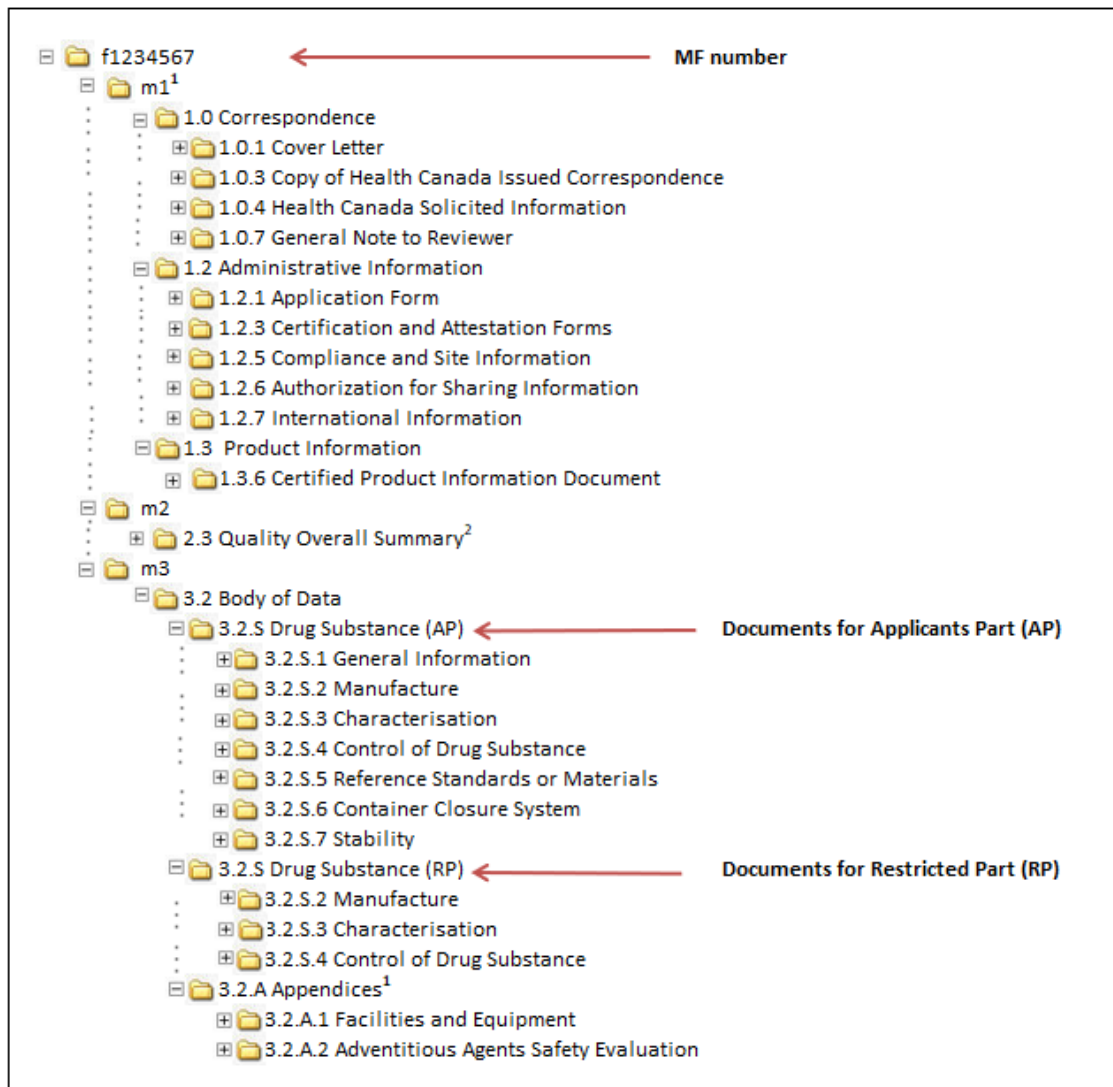 f1234567 MF number
m1¹
1.0 Correspondence
1.0.1 Cover Letter
1.0.3 Copy of Health Canada Issued Correspondence
1.0.4 Health Canada Solicited Information
1.0.7 General Note to Reviewer
1.2 Administrative Information
1.2.1 Application Form
1.2.3 Certification and Attestation Forms
1.2.5 Compliance and Site Information
1.2.6 Authorization for Sharing Information
1.2.7 International Information
1.3 Product Information
1.3.6 Certified Product Information Document
m2
2.3 Quality Overall Summary²
m3
3.2 Body of Data
3.2.S Drug Substance (AP) Documents for Applicants Part (AP)
3.2.S.1 General Information
3.2.S.2 Manufacture
3.2.S.3 Characterisation
3.2.S.4 Control of Drug Substance
3.2.S.5 Reference Standards or Materials
3.2.S.6 Container Closure System
3.2.S.7 Stability
3.2.S Drug Substance (RP) Documents for Restricted Part (RP)
3.2.S.2 Manufacture
3.2.S.3 Characterisation
3.2.S.4 Control of Drug Substance
3.2.A Appendices¹
3.2.A.1 Facilities and Equipment
3.2.A.2 Adventitious Agents Safety Evaluation